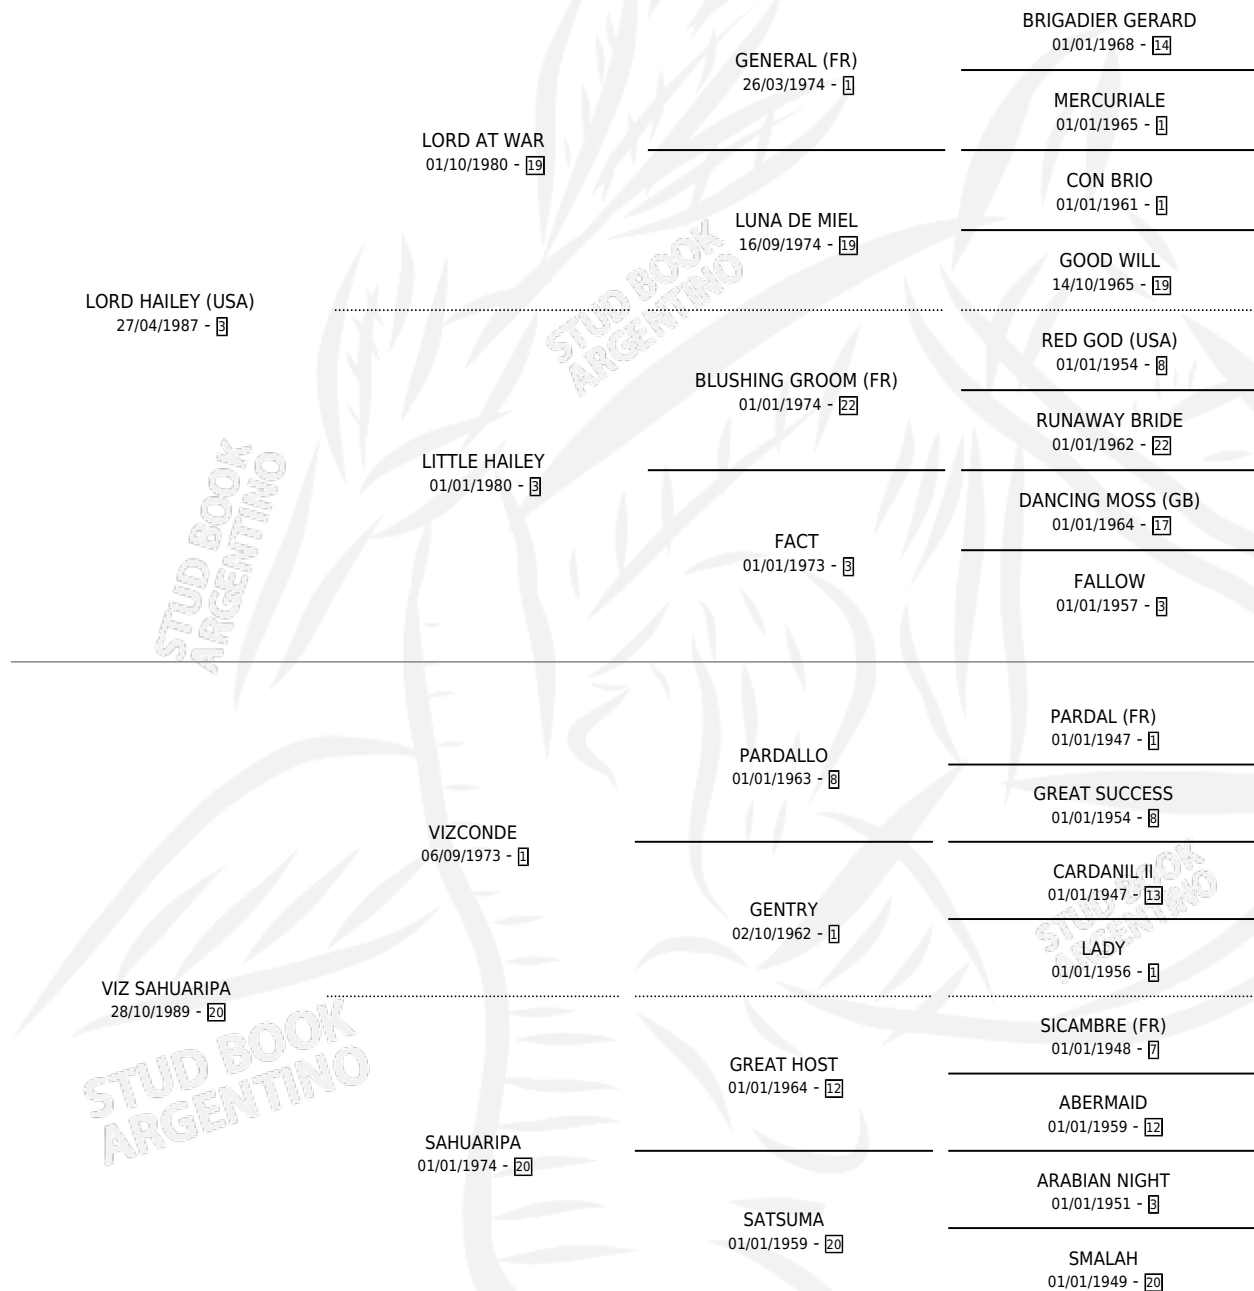 LORD HAILEY (USA)
27/04/1987 - 3
LORD AT WAR
01/10/1980 - 19
LITTLE HAILEY
01/01/1980 - 3
GENERAL (FR)
26/03/1974 - 1
LUNA DE MIEL
16/09/1974 - 19
BLUSHING GROOM (FR)
01/01/1974 - 22
FACT
01/01/1973 - 3
BRIGADIER GERARD
01/01/1968 - 14
MERCURIALE
01/01/1965 - 1
CON BRIO
01/01/1961 - 1
GOOD WILL
14/10/1965 - 19
RED GOD (USA)
01/01/1954 - 8
RUNAWAY BRIDE
01/01/1962 - 22
DANCING MOSS (GB)
01/01/1964 - 17
FALLOW
01/01/1957 - 3
VIZ SAHUARIPA
28/10/1989 - 20
VIZCONDE
06/09/1973 - 1
SAHUARIPA
01/01/1974 - 20
PARDALLO
01/01/1963 - 8
GENTRY
02/10/1962 - 1
GREAT HOST
01/01/1964 - 12
SATSUMA
01/01/1959 - 20
PARDAL (FR)
01/01/1947 - 1
GREAT SUCCESS
01/01/1954 - 8
CARDANIL II
01/01/1947 - 13
LADY
01/01/1956 - 1
SICAMBRE (FR)
01/01/1948 - 7
ABERMAID
01/01/1959 - 12
ARABIAN NIGHT
01/01/1951 - 3
SMALAH
01/01/1949 - 20
STUD BOOK
ARGENTINO
STUD BOOK
ARGENTINO
STUD BOOK
ARGENTINO
STUD BOOK
ARGENTINO